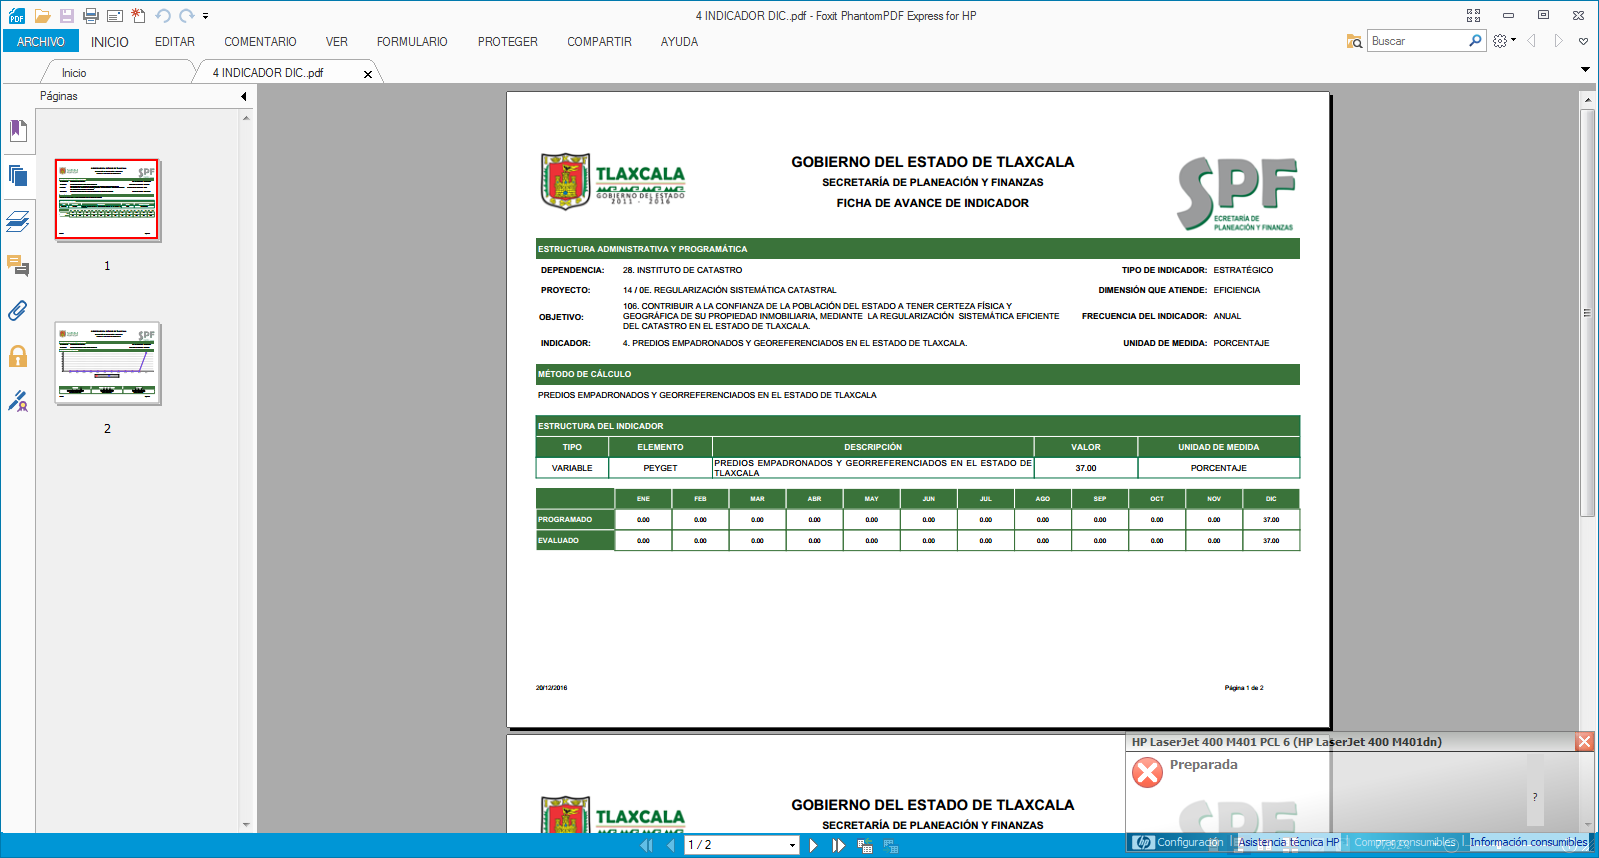 4 INDICADOR DIC..pdf - Foxit PhantomPDF Express for HP
ARCHIVO INICIO EDITAR COMENTARIO VER FORMULARIO PROTEGER COMPARTIR AYUDA
Buscar
Inicio
4 INDICADOR DIC..pdf
Páginas
1
2
TLAXCALA
GOBIERNO DEL ESTADO
2011 - 2016
GOBIERNO DEL ESTADO DE TLAXCALA
SECRETARÍA DE PLANEACIÓN Y FINANZAS
FICHA DE AVANCE DE INDICADOR
SPF
ECRETARÍA DE
PLANEACIÓN Y FINANZAS
ESTRUCTURA ADMINISTRATIVA Y PROGRAMÁTICA
DEPENDENCIA: 28. INSTITUTO DE CATASTRO TIPO DE INDICADOR: ESTRATÉGICO
PROYECTO: 14 / 0E. REGULARIZACIÓN SISTEMÁTICA CATASTRAL DIMENSIÓN QUE ATIENDE: EFICIENCIA
OBJETIVO: 106. CONTRIBUIR A LA CONFIANZA DE LA POBLACIÓN DEL ESTADO A TENER CERTEZA FÍSICA Y
GEOGRÁFICA DE SU PROPIEDAD INMOBILIARIA, MEDIANTE LA REGULARIZACIÓN SISTEMÁTICA EFICIENTE
DEL CATASTRO EN EL ESTADO DE TLAXCALA.
FRECUENCIA DEL INDICADOR: ANUAL
INDICADOR: 4. PREDIOS EMPADRONADOS Y GEOREFERENCIADOS EN EL ESTADO DE TLAXCALA. UNIDAD DE MEDIDA: PORCENTAJE
MÉTODO DE CÁLCULO
PREDIOS EMPADRONADOS Y GEORREFERENCIADOS EN EL ESTADO DE TLAXCALA
ESTRUCTURA DEL INDICADOR
TIPO ELEMENTO DESCRIPCIÓN VALOR UNIDAD DE MEDIDA
VARIABLE PEYGET PREDIOS EMPADRONADOS Y GEORREFERENCIADOS EN EL ESTADO DE
TLAXCALA
37.00 PORCENTAJE
ENE FEB MAR ABR MAY JUN JUL AGO SEP OCT NOV DIC
PROGRAMADO 0.00 0.00 0.00 0.00 0.00 0.00 0.00 0.00 0.00 0.00 0.00 37.00
EVALUADO 0.00 0.00 0.00 0.00 0.00 0.00 0.00 0.00 0.00 0.00 0.00 37.00
20/12/2016 Página 1 de 2
TLAXCALA
GOBIERNO DEL ESTADO DE TLAXCALA
SECRETARÍA DE PLANEACIÓN Y FINANZAS
SPF
HP LaserJet 400 M401 PCL 6 (HP LaserJet 400 M401dn)
Preparada
?
hp Configuración Asistencia técnica HP Comprar consumibles Información consumibles
1 / 2